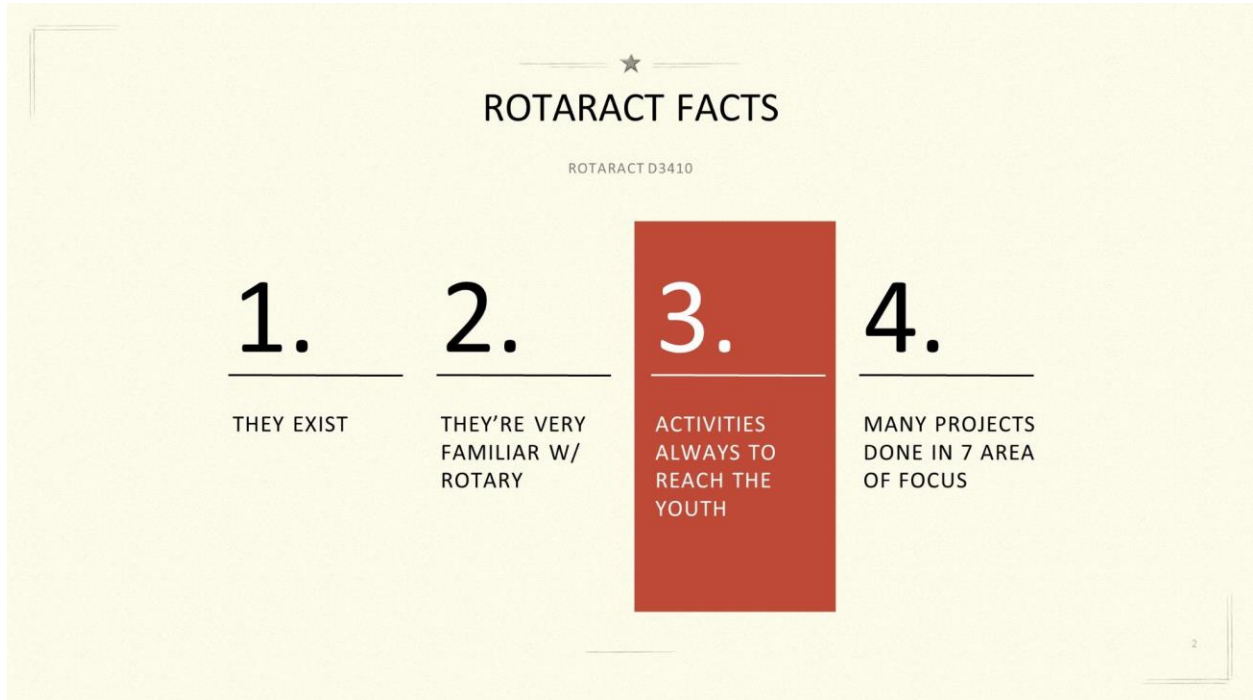 ROTARACT FACTS
ROTARACT D3410
1.
THEY EXIST
2.
THEY’RE VERY
FAMILIAR W/
ROTARY
3.
ACTIVITIES
ALWAYS TO
REACH THE
YOUTH
4.
MANY PROJECTS
DONE IN 7 AREA
OF FOCUS
2